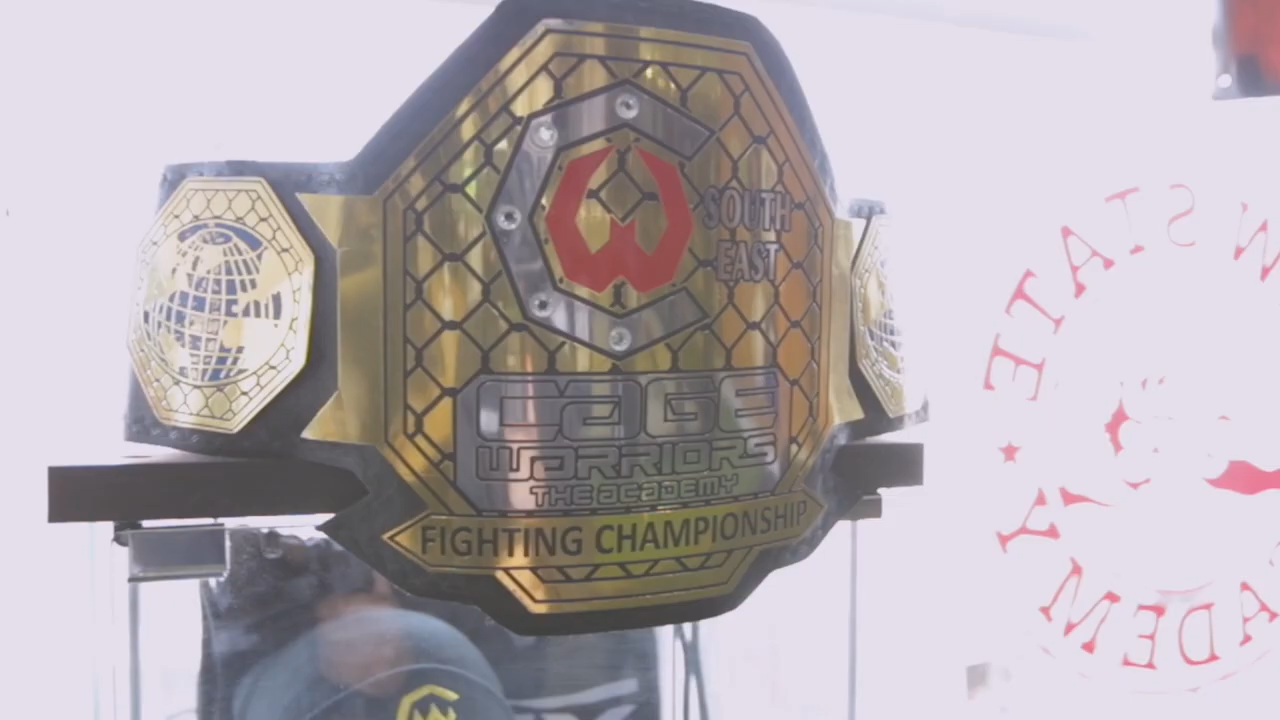 SOUTH
EAST
CAGE
WARRIORS
THE ACADEMY
FIGHTING CHAMPIONSHIP